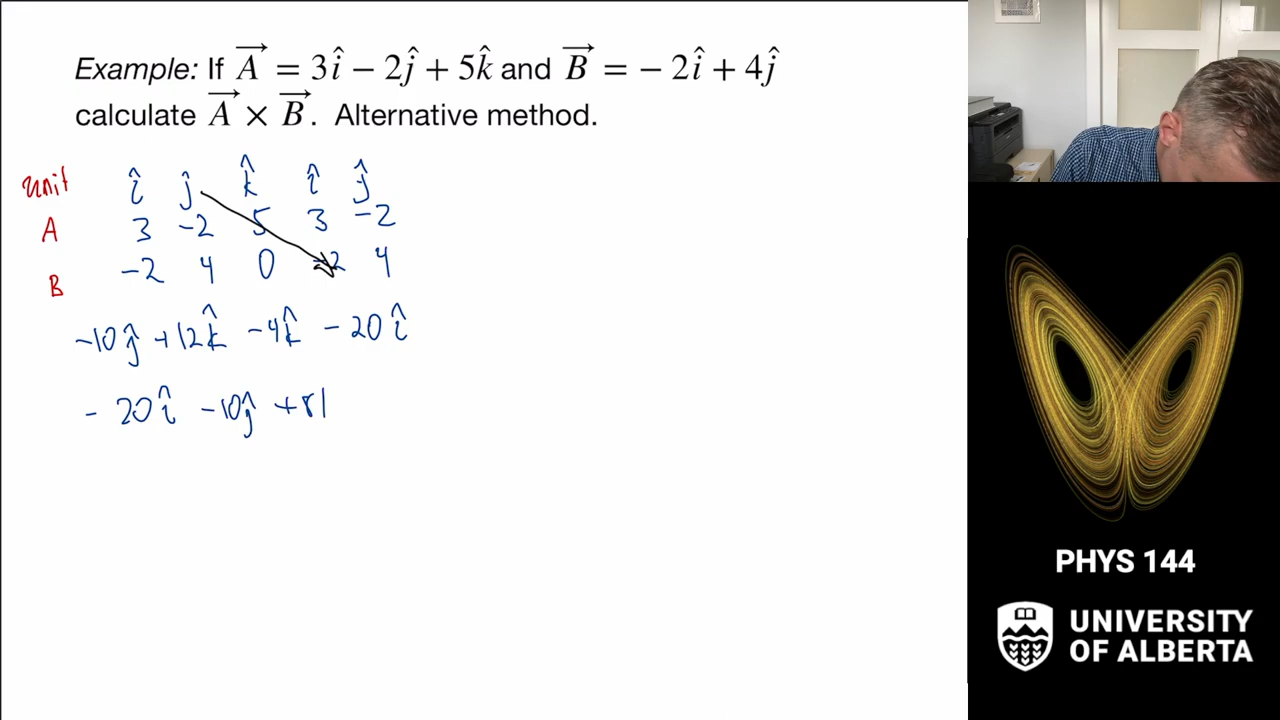 Example: If A = 3î − 2ĵ + 5k̂ and B = − 2î + 4ĵ
calculate A × B. Alternative method.
unit î ĵ k̂ î ĵ
A 3 -2 5 3 -2
B -2 4 0 -2 4
-10ĵ +12k̂ -4k̂ -20î
- 20î -10ĵ +8l
PHYS 144
UNIVERSITY
OF ALBERTA